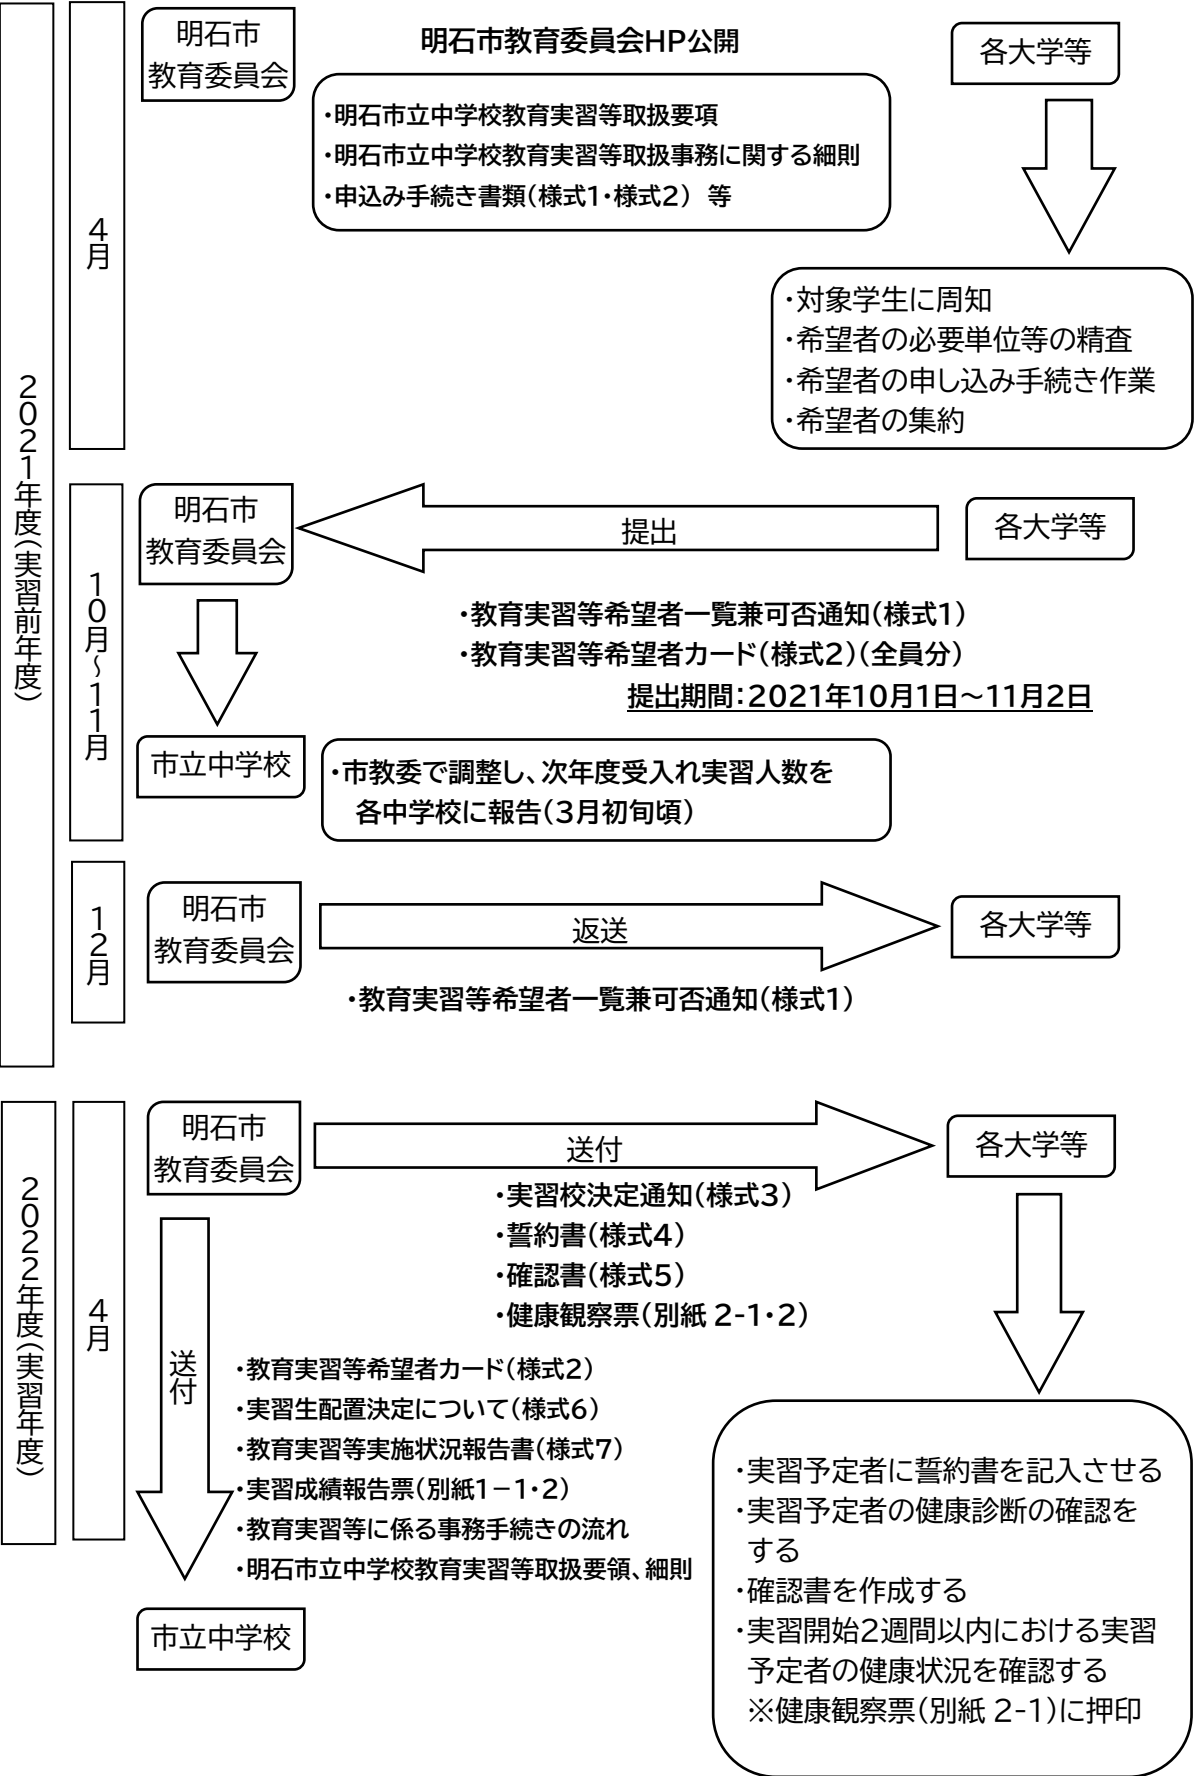 2021年度(実習前年度)
4月
明石市
教育委員会
明石市教育委員会HP公開
・明石市立中学校教育実習等取扱要項
・明石市立中学校教育実習等取扱事務に関する細則
・申込み手続き書類(様式1・様式2) 等
各大学等
・対象学生に周知
・希望者の必要単位等の精査
・希望者の申し込み手続き作業
・希望者の集約
10月~11月
明石市
教育委員会
提出
各大学等
・教育実習等希望者一覧兼可否通知(様式1)
・教育実習等希望者カード(様式2)(全員分)
提出期間:2021年10月1日~11月2日
市立中学校
・市教委で調整し、次年度受入れ実習人数を
各中学校に報告(3月初旬頃)
12月
明石市
教育委員会
返送
各大学等
・教育実習等希望者一覧兼可否通知(様式1)
2022年度(実習年度)
4月
明石市
教育委員会
送付
各大学等
・実習校決定通知(様式3)
・誓約書(様式4)
・確認書(様式5)
・健康観察票(別紙 2-1・2)
送付
・教育実習等希望者カード(様式2)
・実習生配置決定について(様式6)
・教育実習等実施状況報告書(様式7)
・実習成績報告票(別紙1-1・2)
・教育実習等に係る事務手続きの流れ
・明石市立中学校教育実習等取扱要領、細則
市立中学校
・実習予定者に誓約書を記入させる
・実習予定者の健康診断の確認を
する
・確認書を作成する
・実習開始2週間以内における実習
予定者の健康状況を確認する
※健康観察票(別紙 2-1)に押印